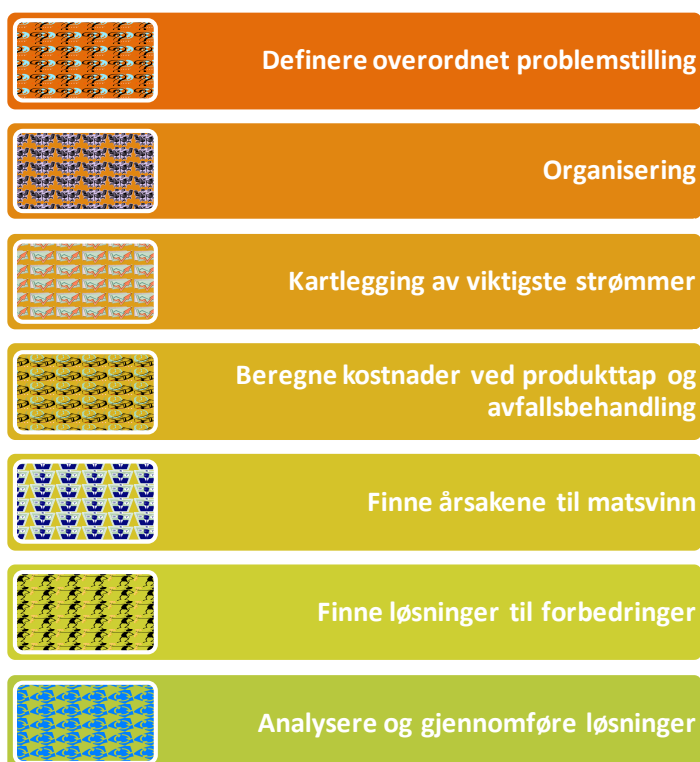 Definere overordnet problemstilling
Organisering
Kartlegging av viktigste strømmer
Beregne kostnader ved produkttap og
avfallsbehandling
Finne årsakene til matsvinn
Finne løsninger til forbedringer
Analysere og gjennomføre løsninger